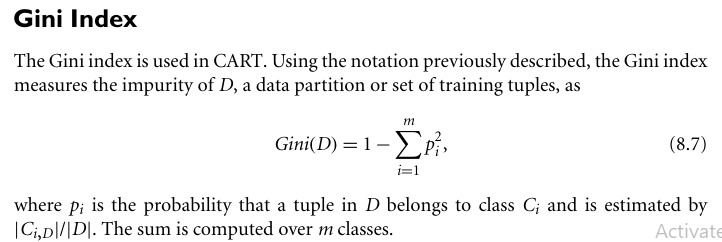 Gini Index
The Gini index is used in CART. Using the notation previously described, the Gini index
measures the impurity of D, a data partition or set of training tuples, as
Gini(D) = 1 − ∑_{i=1}^{m} p_i^2, (8.7)
where p_i is the probability that a tuple in D belongs to class C_i and is estimated by
|C_{i,D}|/|D|. The sum is computed over m classes.
Activate